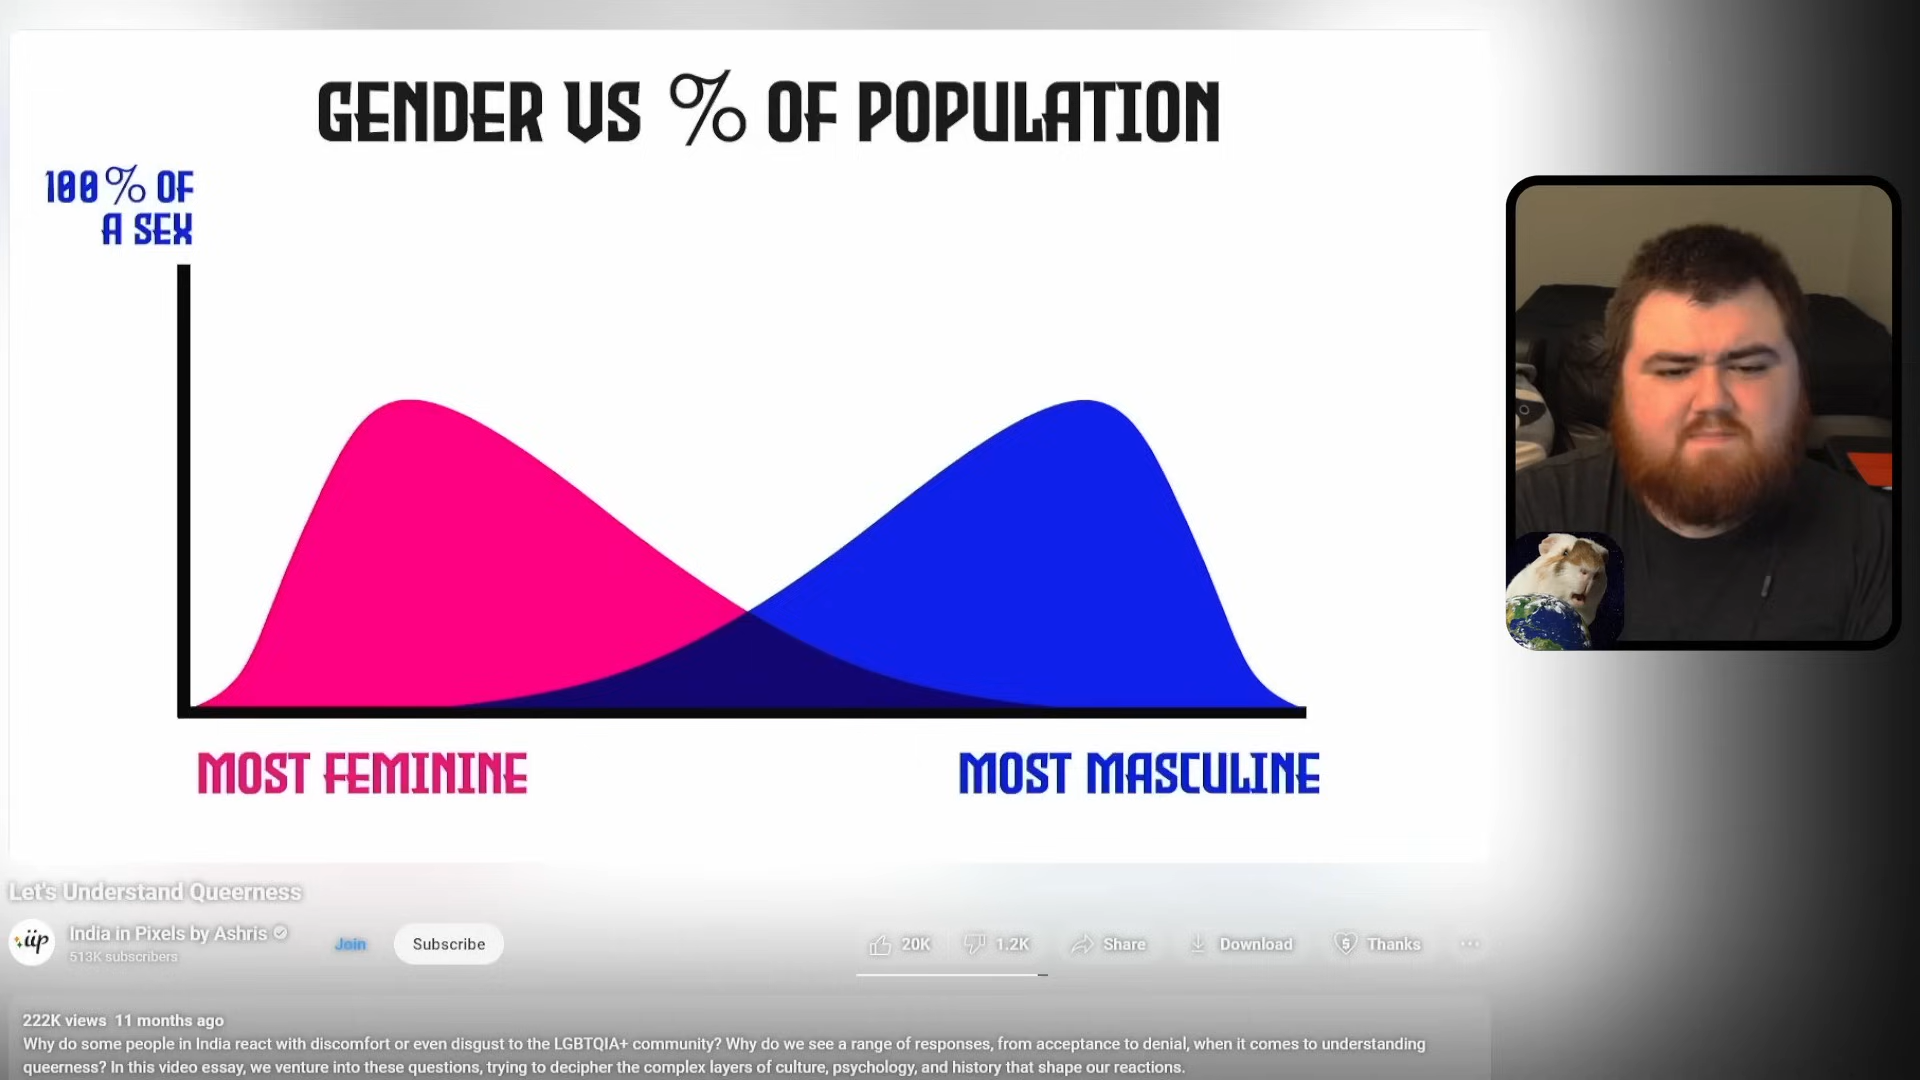 GENDER VS % OF POPULATION
100% OF
A SEX
MOST FEMININE
MOST MASCULINE
Let's Understand Queerness
iip
India in Pixels by Ashris
513K subscribers
Join
Subscribe
20K
1.2K
Share
Download
Thanks
222K views 11 months ago
Why do some people in India react with discomfort or even disgust to the LGBTQIA+ community? Why do we see a range of responses, from acceptance to denial, when it comes to understanding
queerness? In this video essay, we venture into these questions, trying to decipher the complex layers of culture, psychology, and history that shape our reactions.